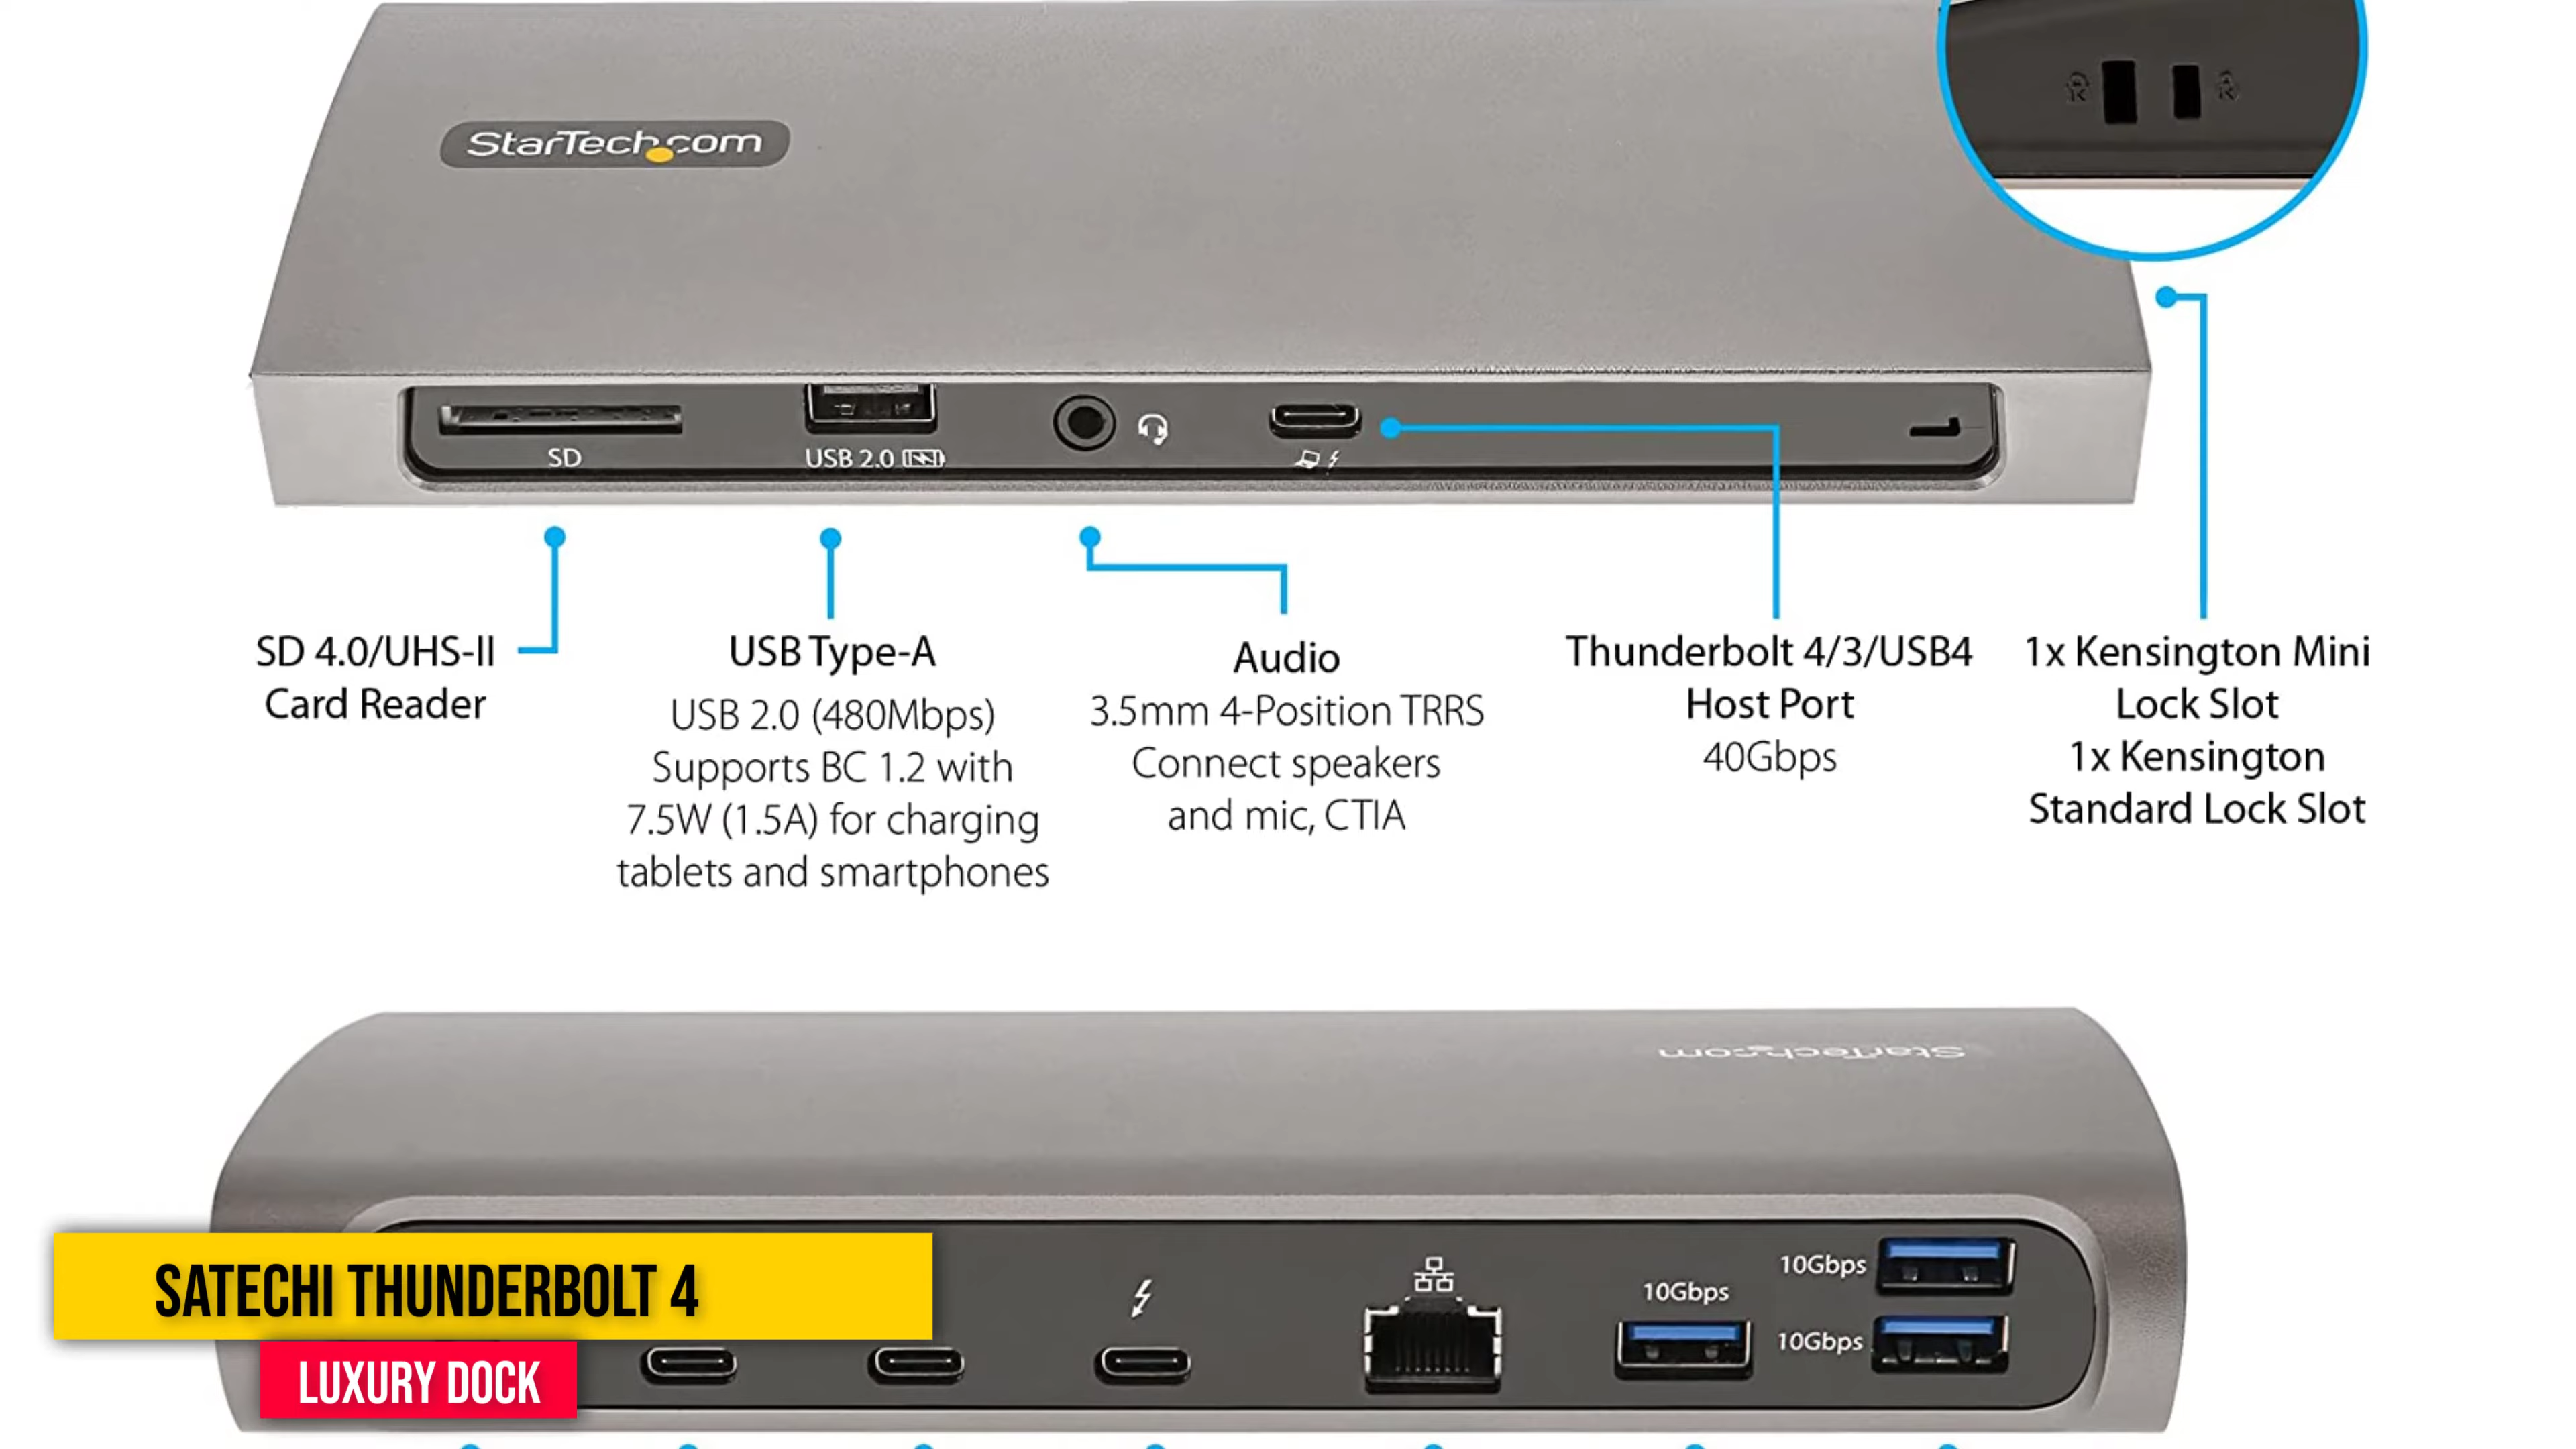 StarTech.com
SD
USB 2.0
SD 4.0/UHS-II
Card Reader
USB Type-A
USB 2.0 (480Mbps)
Supports BC 1.2 with
7.5W (1.5A) for charging
tablets and smartphones
Audio
3.5mm 4-Position TRRS
Connect speakers
and mic, CTIA
Thunderbolt 4/3/USB4
Host Port
40Gbps
1x Kensington Mini
Lock Slot
1x Kensington
Standard Lock Slot
StarTech.com
10Gbps
10Gbps
10Gbps
SATECHI THUNDERBOLT 4
LUXURY DOCK